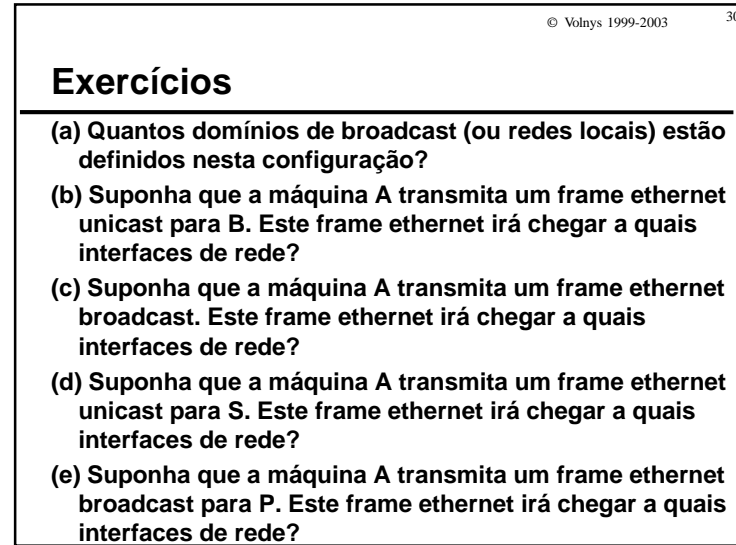 © Volnys 1999-2003
30
Exercícios
(a) Quantos domínios de broadcast (ou redes locais) estão
definidos nesta configuração?
(b) Suponha que a máquina A transmita um frame ethernet
unicast para B. Este frame ethernet irá chegar a quais
interfaces de rede?
(c) Suponha que a máquina A transmita um frame ethernet
broadcast. Este frame ethernet irá chegar a quais
interfaces de rede?
(d) Suponha que a máquina A transmita um frame ethernet
unicast para S. Este frame ethernet irá chegar a quais
interfaces de rede?
(e) Suponha que a máquina A transmita um frame ethernet
broadcast para P. Este frame ethernet irá chegar a quais
interfaces de rede?